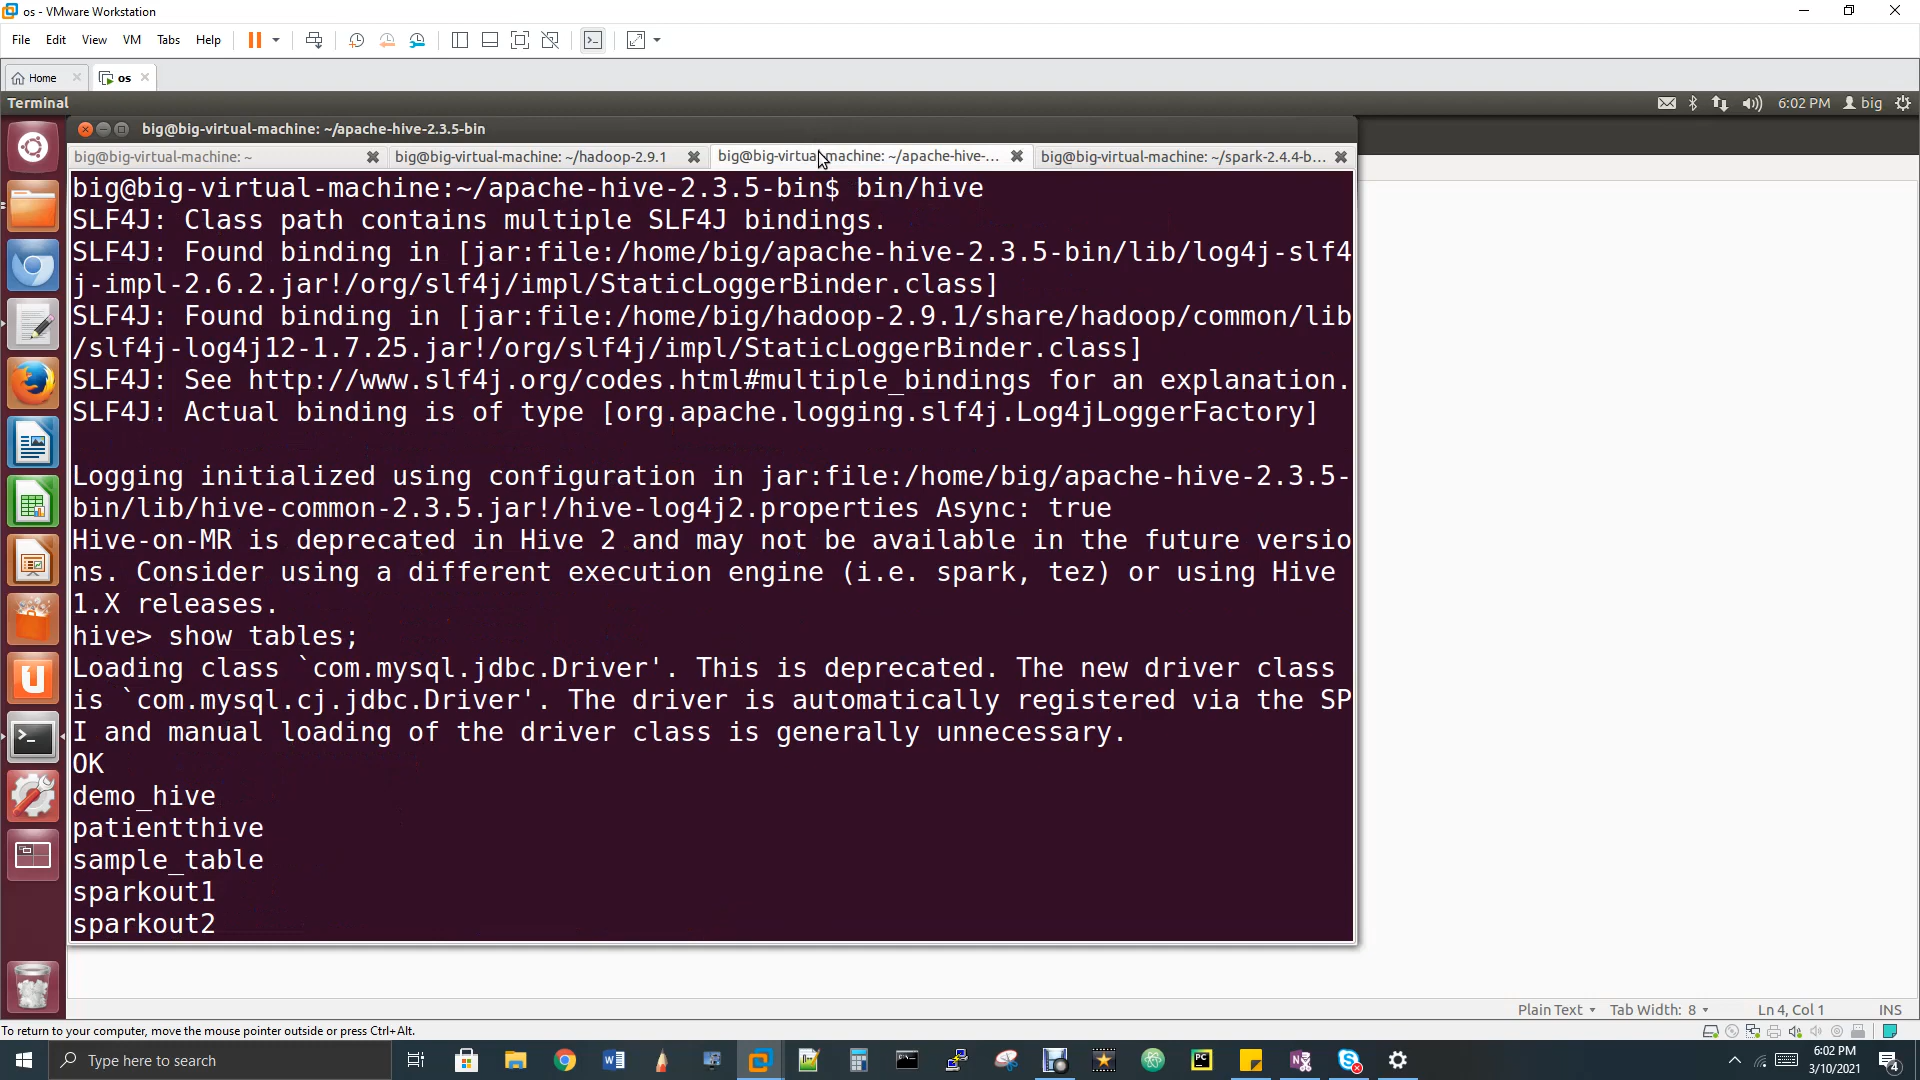 os - VMware Workstation
File Edit View VM Tabs Help
Home os
Terminal 6:02 PM big
big@big-virtual-machine: ~/apache-hive-2.3.5-bin
big@big-virtual-machine: ~ big@big-virtual-machine: ~/hadoop-2.9.1 big@big-virtual-machine: ~/apache-hive-... big@big-virtual-machine: ~/spark-2.4.4-b...
big@big-virtual-machine:~/apache-hive-2.3.5-bin$ bin/hive
SLF4J: Class path contains multiple SLF4J bindings.
SLF4J: Found binding in [jar:file:/home/big/apache-hive-2.3.5-bin/lib/log4j-slf4
j-impl-2.6.2.jar!/org/slf4j/impl/StaticLoggerBinder.class]
SLF4J: Found binding in [jar:file:/home/big/hadoop-2.9.1/share/hadoop/common/lib
/slf4j-log4j12-1.7.25.jar!/org/slf4j/impl/StaticLoggerBinder.class]
SLF4J: See http://www.slf4j.org/codes.html#multiple_bindings for an explanation.
SLF4J: Actual binding is of type [org.apache.logging.slf4j.Log4jLoggerFactory]
Logging initialized using configuration in jar:file:/home/big/apache-hive-2.3.5-
bin/lib/hive-common-2.3.5.jar!/hive-log4j2.properties Async: true
Hive-on-MR is deprecated in Hive 2 and may not be available in the future versio
ns. Consider using a different execution engine (i.e. spark, tez) or using Hive
1.X releases.
hive> show tables;
Loading class `com.mysql.jdbc.Driver'. This is deprecated. The new driver class
is `com.mysql.cj.jdbc.Driver'. The driver is automatically registered via the SP
I and manual loading of the driver class is generally unnecessary.
OK
demo_hive
patientthive
sample_table
sparkout1
sparkout2
Plain Text Tab Width: 8 Ln 4, Col 1 INS
To return to your computer, move the mouse pointer outside or press Ctrl+Alt.
Type here to search
6:02 PM
3/10/2021
4